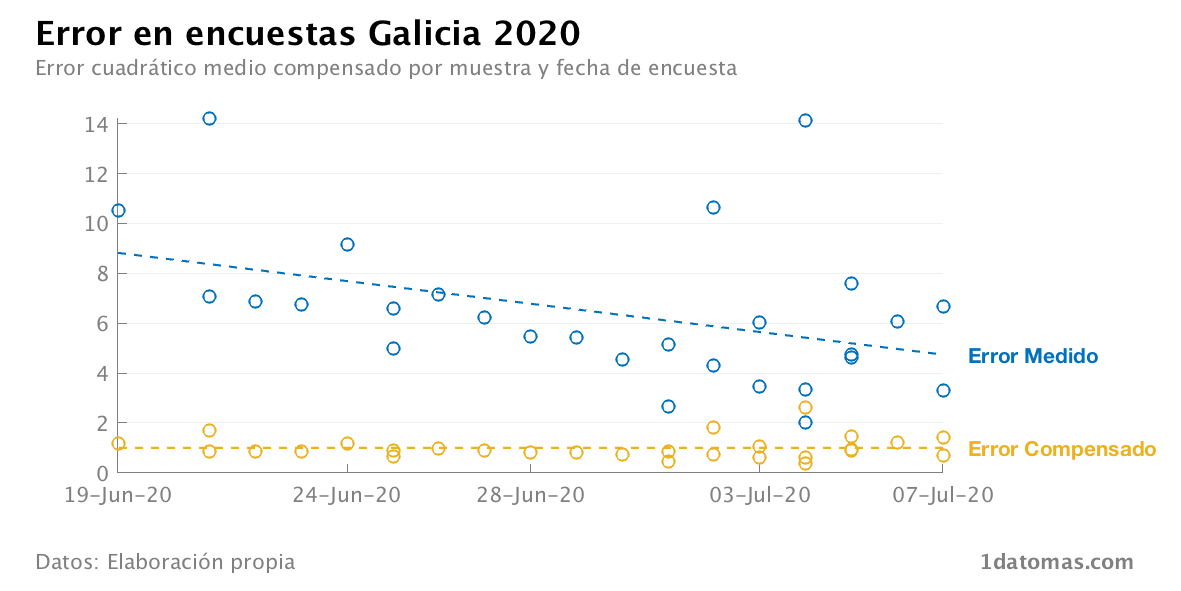 Error en encuestas Galicia 2020
Error cuadrático medio compensado por muestra y fecha de encuesta
14
12
10
8
6
4
2
0
Error Medido
Error Compensado
19-Jun-20
24-Jun-20
28-Jun-20
03-Jul-20
07-Jul-20
Datos: Elaboración propia
1datomas.com